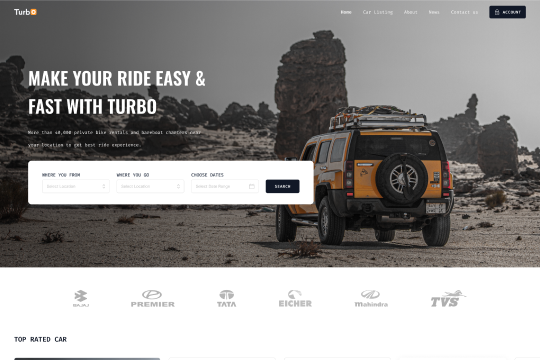 Turbo
Home Car Listing About News Contact us ACCOUNT
MAKE YOUR RIDE EASY &
FAST WITH TURBO
More than 40,000 private bike rentals and bareboat charters near
your location to get best ride experience.
WHERE YOU FROM WHERE YOU GO CHOOSE DATES
Select Location Select Location Select Date Range SEARCH
BAJAJ PREMIER TATA EICHER mahindra TVS
TOP RATED CAR